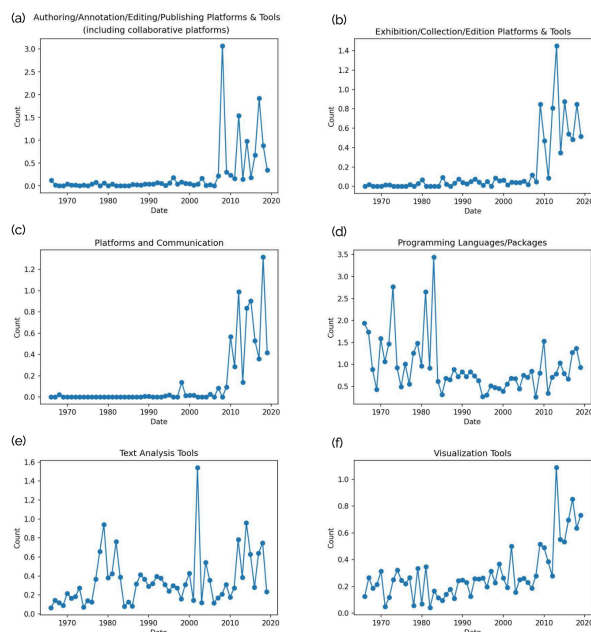 (a)
Authoring/Annotation/Editing/Publishing Platforms & Tools
(including collaborative platforms)
3.0
2.5
2.0
1.5
1.0
0.5
0.0
Count
1970 1980 1990 2000 2010 2020
Date
(b)
Exhibition/Collection/Edition Platforms & Tools
1.4
1.2
1.0
0.8
0.6
0.4
0.2
0.0
Count
1970 1980 1990 2000 2010 2020
Date
(c)
Platforms and Communication
1.2
1.0
0.8
0.6
0.4
0.2
0.0
Count
1970 1980 1990 2000 2010 2020
Date
(d)
Programming Languages/Packages
3.5
3.0
2.5
2.0
1.5
1.0
0.5
Count
1970 1980 1990 2000 2010 2020
Date
(e)
Text Analysis Tools
1.6
1.4
1.2
1.0
0.8
0.6
0.4
0.2
0.0
Count
1970 1980 1990 2000 2010 2020
Date
(f)
Visualization Tools
1.0
0.8
0.6
0.4
0.2
0.0
Count
1970 1980 1990 2000 2010 2020
Date